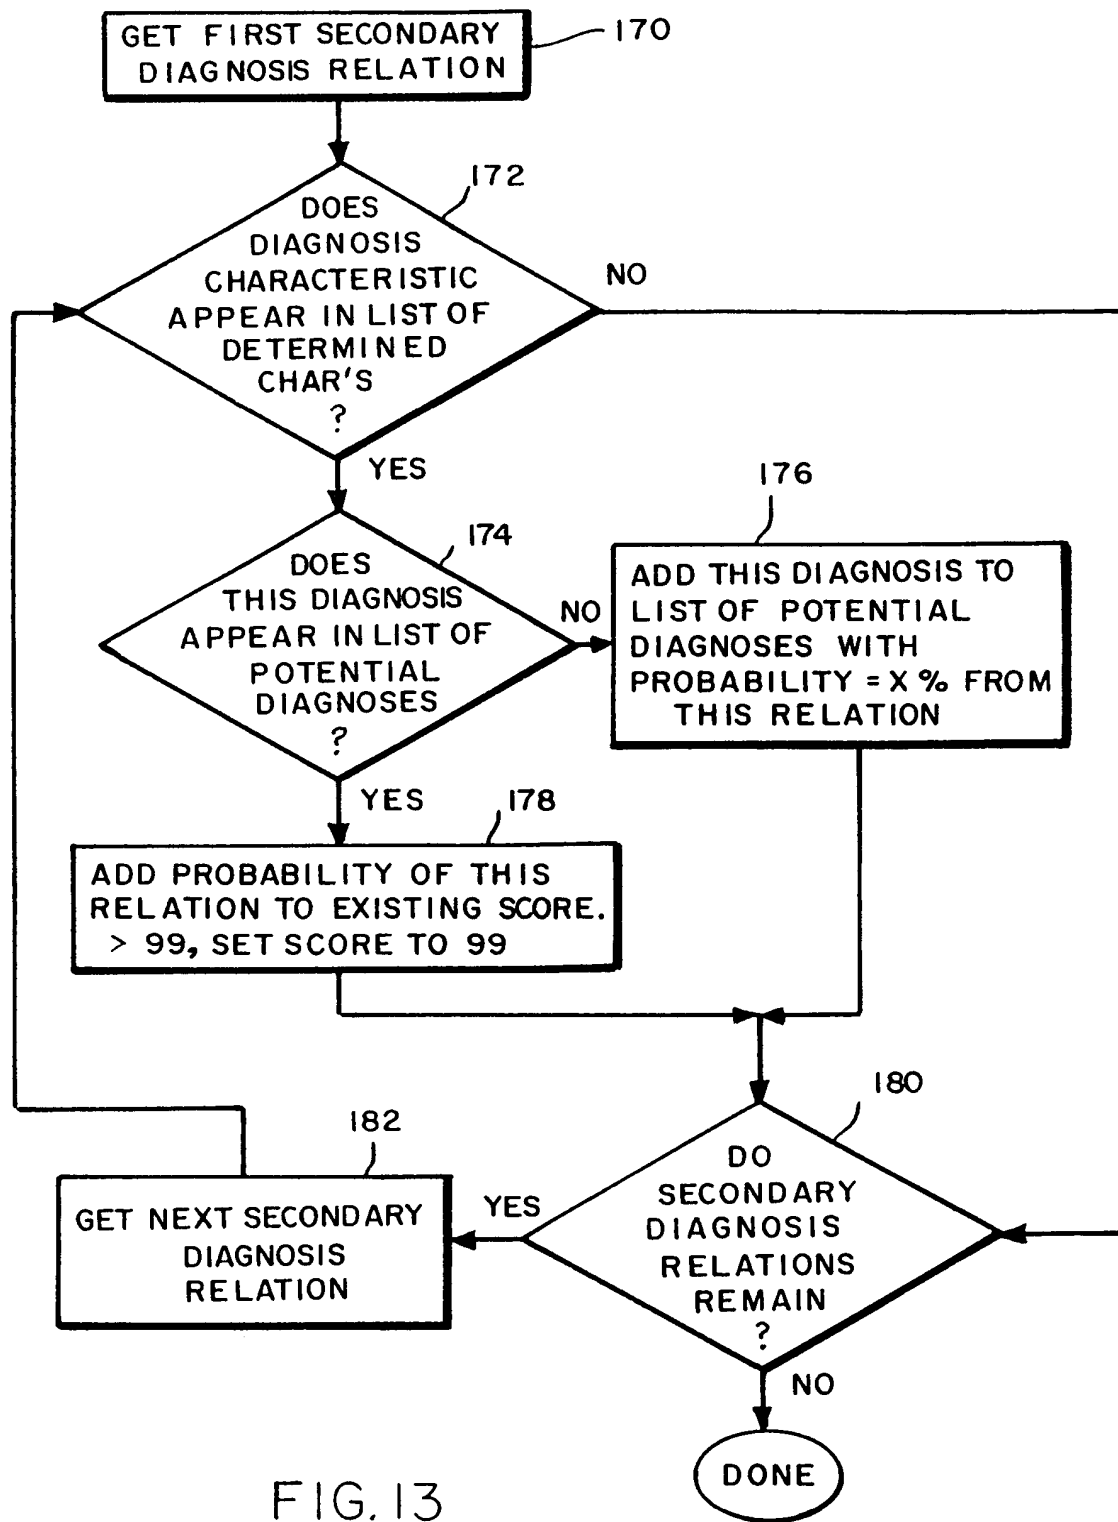 GET FIRST SECONDARY
DIAGNOSIS RELATION
170
172
DOES
DIAGNOSIS
CHARACTERISTIC
APPEAR IN LIST OF
DETERMINED
CHAR'S
?
NO
YES
174
DOES
THIS DIAGNOSIS
APPEAR IN LIST OF
POTENTIAL
DIAGNOSES
?
NO
176
ADD THIS DIAGNOSIS TO
LIST OF POTENTIAL
DIAGNOSES WITH
PROBABILITY = X % FROM
THIS RELATION
YES
178
ADD PROBABILITY OF THIS
RELATION TO EXISTING SCORE.
> 99, SET SCORE TO 99
180
DO
SECONDARY
DIAGNOSIS
RELATIONS
REMAIN
?
YES
182
GET NEXT SECONDARY
DIAGNOSIS
RELATION
NO
DONE
FIG. 13